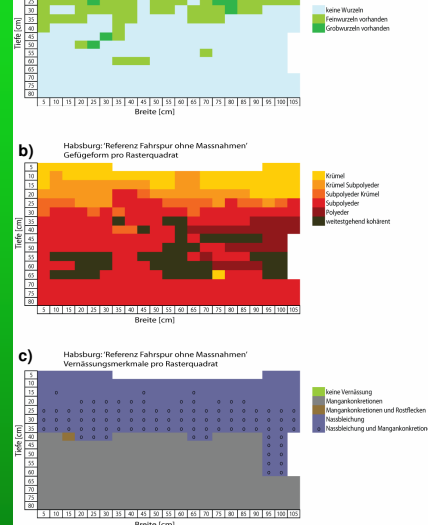 25
30
35
40
45
50
55
60
65
70
75
80
Tiefe [cm]
5 10 15 20 25 30 35 40 45 50 55 60 65 70 75 80 85 90 95 100 105
Breite [cm]
keine Wurzeln
Feinwurzeln vorhanden
Grobwurzeln vorhanden
b)
Habsburg: 'Referenz Fahrspur ohne Massnahmen'
Gefügeform pro Rasterquadrat
5
10
15
20
25
30
35
40
45
50
55
60
65
70
75
80
Tiefe [cm]
5 10 15 20 25 30 35 40 45 50 55 60 65 70 75 80 85 90 95 100 105
Breite [cm]
Krümel
Krümel Subpolyeder
Subpolyeder Krümel
Subpolyeder
Polyeder
weitestgehend kohärent
c)
Habsburg: 'Referenz Fahrspur ohne Massnahmen'
Vernässungsmerkmale pro Rasterquadrat
5
10
15
20
25
30
35
40
45
50
55
60
65
70
75
80
Tiefe [cm]
5 10 15 20 25 30 35 40 45 50 55 60 65 70 75 80 85 90 95 100 105
Breite [cm]
keine Vernässung
Mangankonkretionen
Mangankonkretionen und Rostflecken
Nassbleichung
o Nassbleichung und Mangankonkretionen